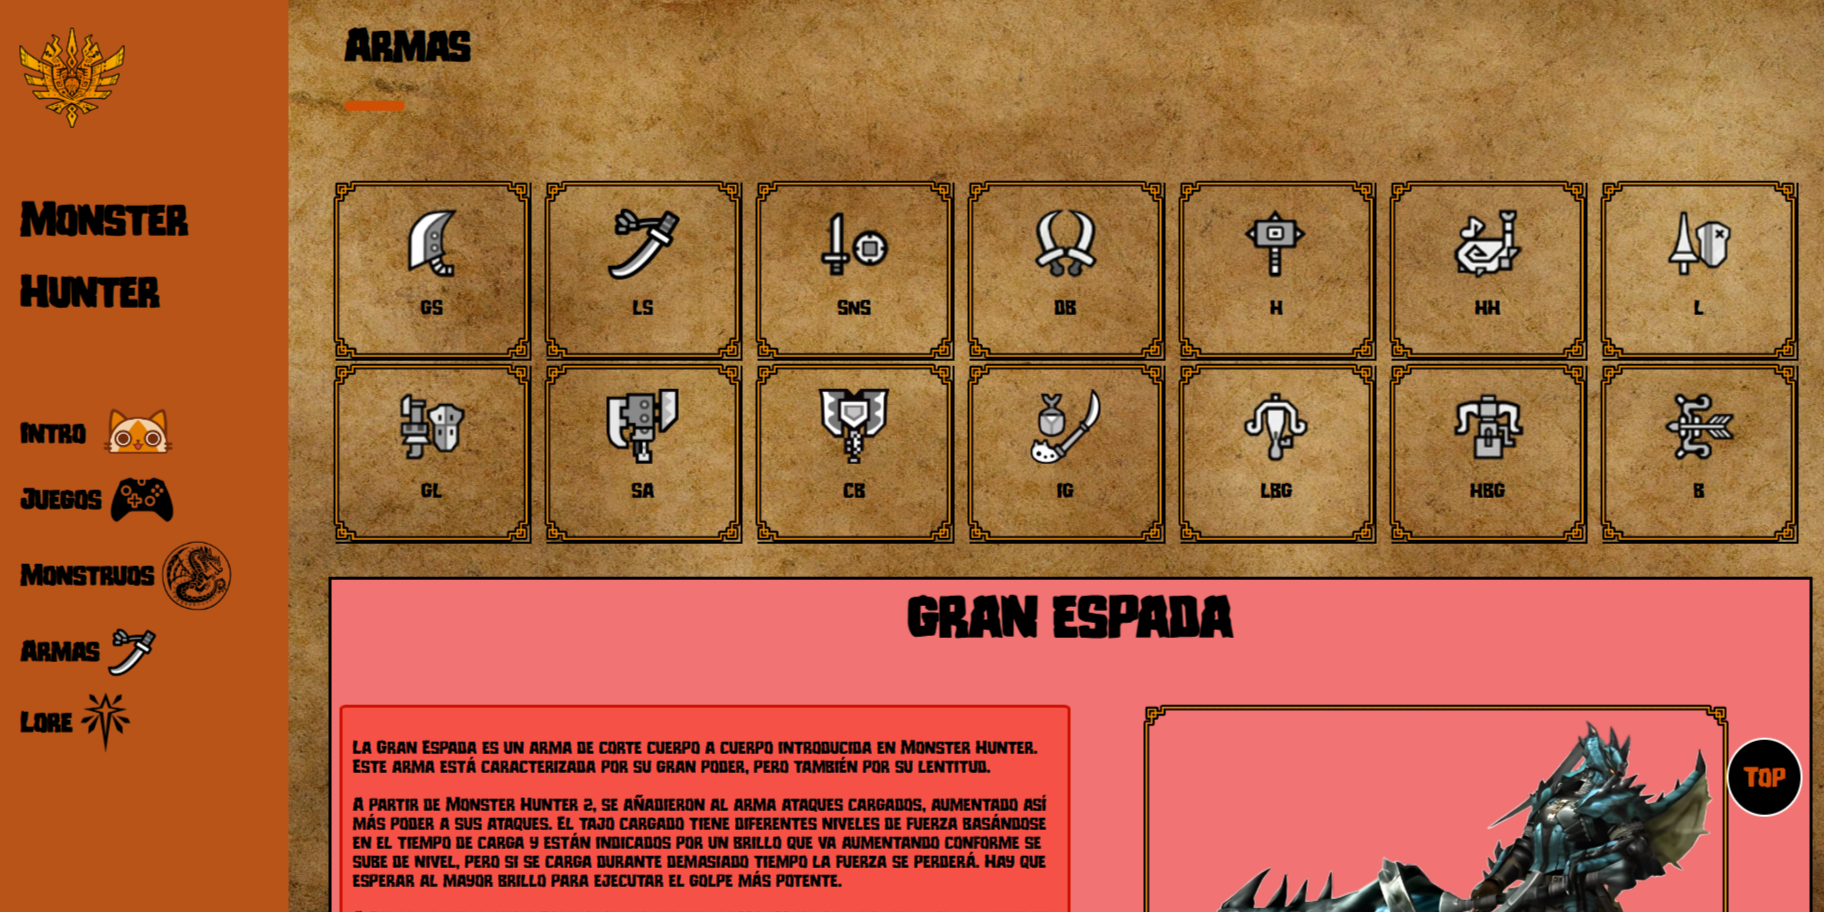 Monster
Hunter
Intro
Juegos
Monstruos
Armas
Lore
Armas
GS
LS
SnS
DB
H
HH
L
GL
SA
CB
IG
LBG
HBG
B
GRAN ESPADA
La Gran Espada es un arma de corte cuerpo a cuerpo introducida en Monster Hunter.
Este arma está caracterizada por su gran poder, pero también por su lentitud.
A partir de Monster Hunter 2, se añadieron al arma ataques cargados, aumentado así
más poder a sus ataques. El tajo cargado tiene diferentes niveles de fuerza basándose
en el tiempo de carga y están indicados por un brillo que va aumentando conforme se
sube de nivel, pero si se carga durante demasiado tiempo la fuerza se perderá. Hay que
esperar al mayor brillo para ejecutar el golpe más potente.
Top